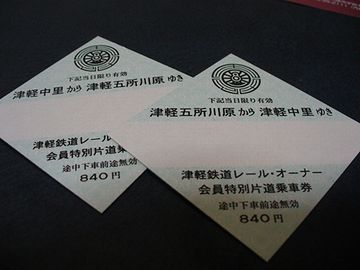 下記当日限り有効
津軽中里から 津軽五所川原ゆき
津軽鉄道レール・オーナー
会員特別片道乗
途中下車前途無効
840円
下記当日限り有効
津軽五所川原から 津軽中里ゆき
津軽鉄道レール・オーナー
会員特別片道乗車券
途中下車前途無効
840円